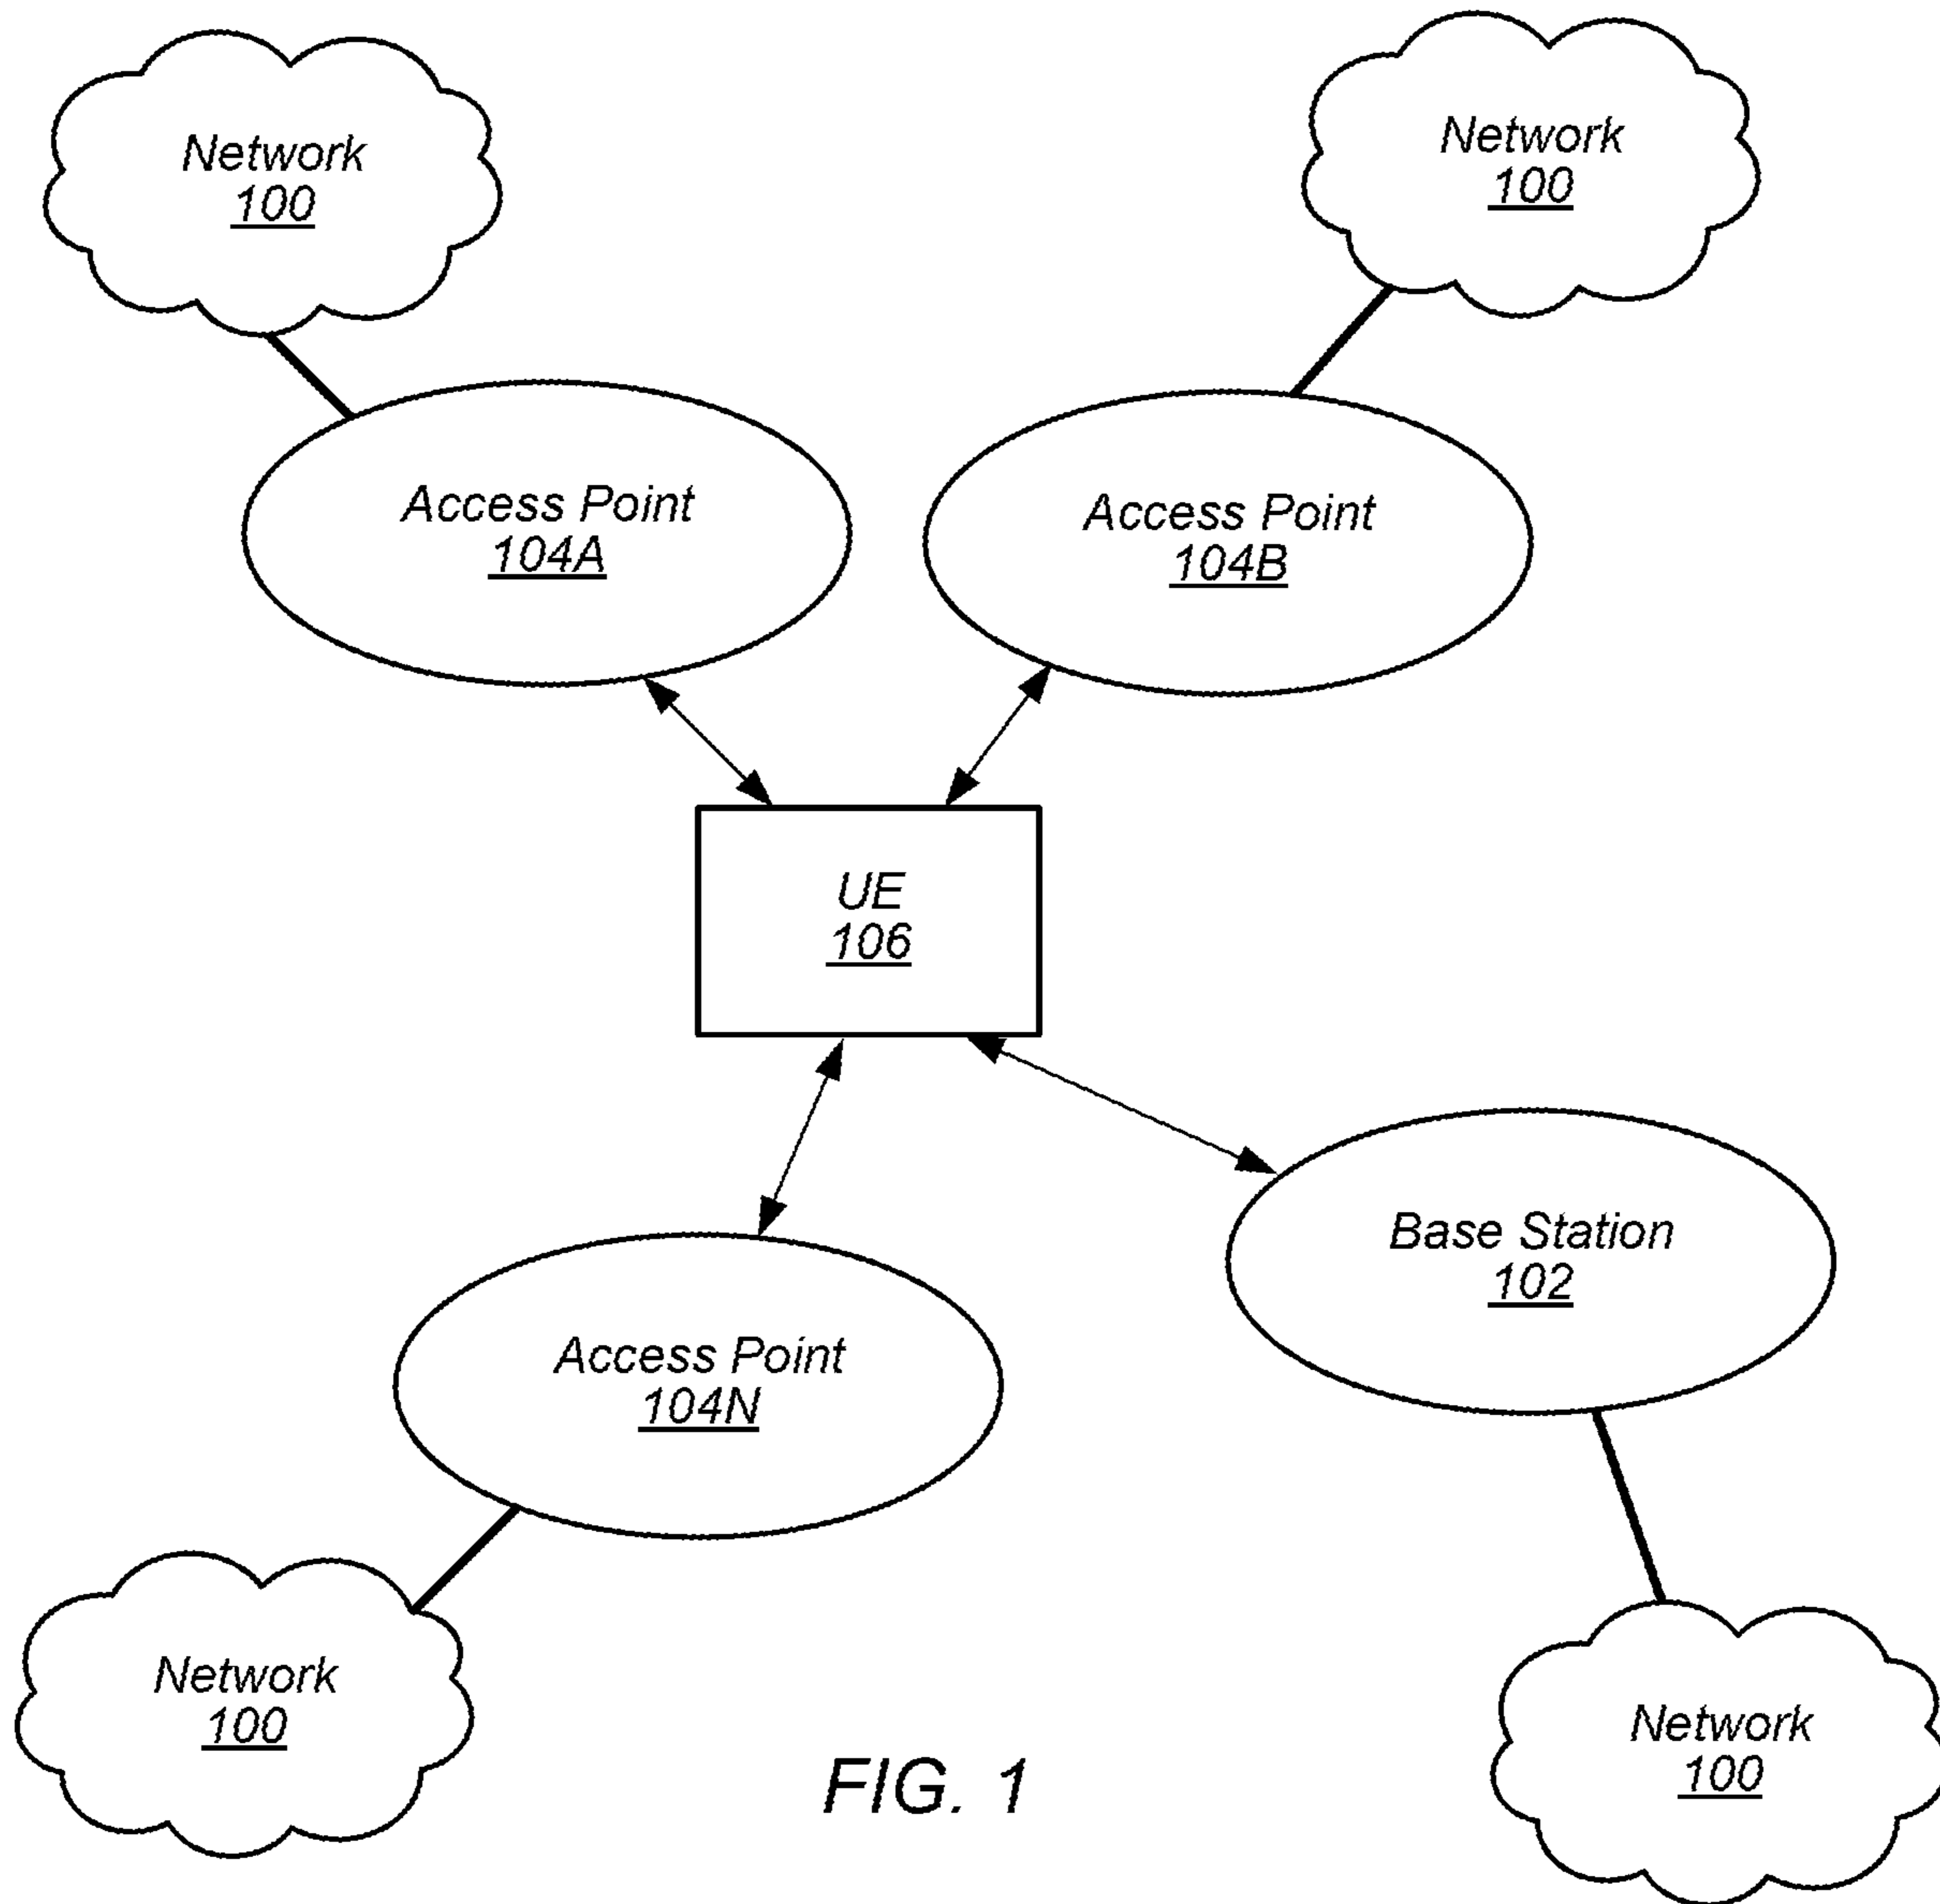 Network
100
Network
100
Access Point
104A
Access Point
104B
UE
106
Base Station
102
Access Point
104N
Network
100
Network
100
FIG. 1